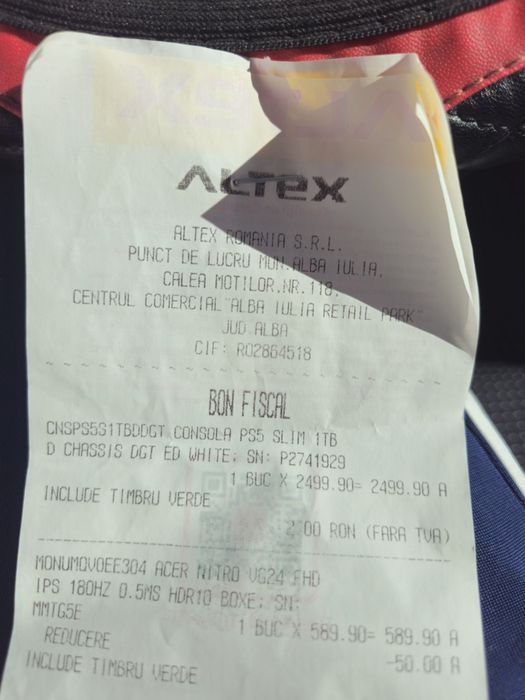 ALTEX
ALTEX ROMANIA S.R.L.
PUNCT DE LUCRU MUN.ALBA IULIA,
CALEA MOTILOR,NR.118,
CENTRUL COMERCIAL"ALBA IULIA RETAIL PARK"
JUD.ALBA
CIF: RO2864518
BON FISCAL
CNSPS5S1TBDDGT CONSOLA PS5 SLIM 1TB
D CHASSIS DGT ED WHITE; SN: P2741929
1 BUC X 2499.90= 2499.90 A
INCLUDE TIMBRU VERDE
RON (FARA TVA)
MONUMQVOEE304 ACER NITRO VG24 FHD
IPS 180HZ 0.5MS HDR10 BOXE; SN:
MMTG5E
1 BUC X 589.90= 589.90 A
REDUCERE -50.00 A
INCLUDE TIMBRU VERDE